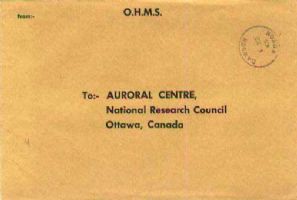 O.H.M.S.
from:-
To:- AURORAL CENTRE,
National Research Council
Ottawa, Canada